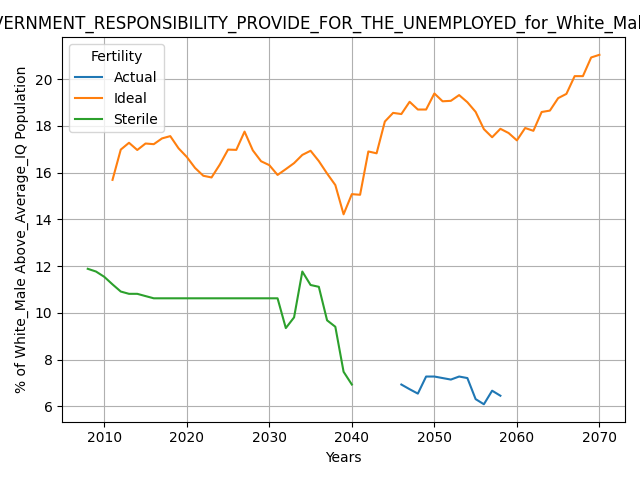 VERNMENT_RESPONSIBILITY_PROVIDE_FOR_THE_UNEMPLOYED_for_White_Mal
Fertility
Actual
Ideal
Sterile
% of White_Male Above_Average_IQ Population
20
18
16
14
12
10
8
6
2010 2020 2030 2040 2050 2060 2070
Years